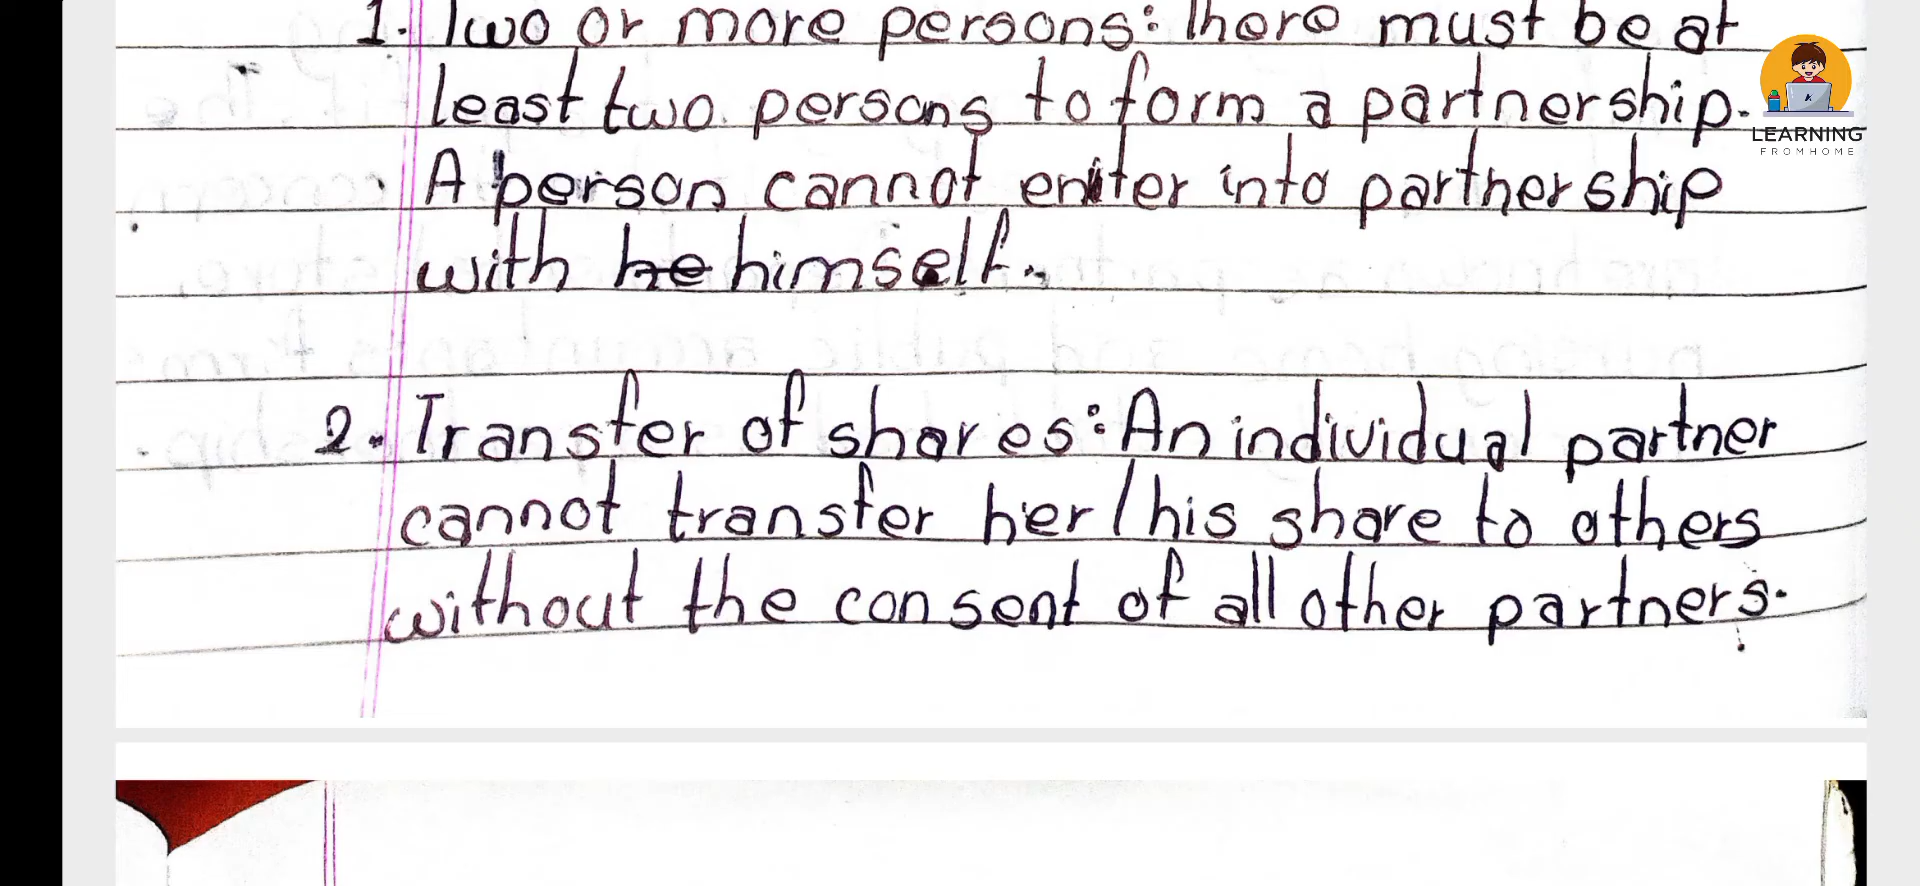 1. Two or more persons: There must be at
least two persons to form a partnership.
A person cannot enter into partnership
with he himself.
2. Transfer of shares: An individual partner
cannot transfer her/his share to others
without the consent of all other partners.
LEARNING
FROMHOME